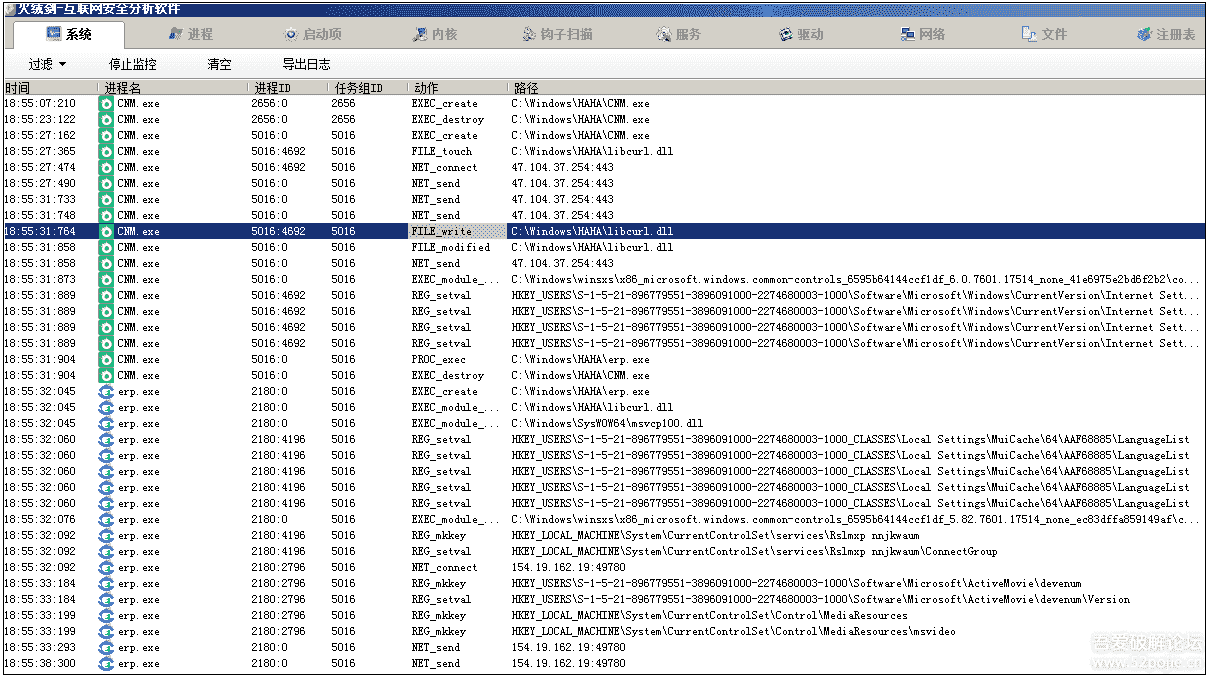 火绒剑-互联网安全分析软件
系统 进程 启动项 内核 钩子扫描 服务 驱动 网络 文件 注册表
过滤 停止监控 清空 导出日志
时间 进程名 进程ID 任务组ID 动作 路径
18:55:07:210 CNM.exe 2656:0 2656 EXEC_create C:\Windows\HAHA\CNM.exe
18:55:23:122 CNM.exe 2656:0 2656 EXEC_destroy C:\Windows\HAHA\CNM.exe
18:55:27:162 CNM.exe 5016:0 5016 EXEC_create C:\Windows\HAHA\CNM.exe
18:55:27:365 CNM.exe 5016:4692 5016 FILE_touch C:\Windows\HAHA\libcurl.dll
18:55:27:474 CNM.exe 5016:4692 5016 NET_connect 47.104.37.254:443
18:55:27:490 CNM.exe 5016:0 5016 NET_send 47.104.37.254:443
18:55:31:733 CNM.exe 5016:0 5016 NET_send 47.104.37.254:443
18:55:31:748 CNM.exe 5016:0 5016 NET_send 47.104.37.254:443
18:55:31:764 CNM.exe 5016:4692 5016 FILE_write C:\Windows\HAHA\libcurl.dll
18:55:31:858 CNM.exe 5016:0 5016 FILE_modified C:\Windows\HAHA\libcurl.dll
18:55:31:858 CNM.exe 5016:0 5016 NET_send 47.104.37.254:443
18:55:31:873 CNM.exe 5016:0 5016 EXEC_module_... C:\Windows\winsxs\x86_microsoft.windows.common-controls_6595b64144ccf1df_6.0.7601.17514_none_41e6975e2bd6f2b2\co...
18:55:31:889 CNM.exe 5016:4692 5016 REG_setval HKEY_USERS\S-1-5-21-896779551-3896091000-2274680003-1000\Software\Microsoft\Windows\CurrentVersion\Internet Sett...
18:55:31:889 CNM.exe 5016:4692 5016 REG_setval HKEY_USERS\S-1-5-21-896779551-3896091000-2274680003-1000\Software\Microsoft\Windows\CurrentVersion\Internet Sett...
18:55:31:889 CNM.exe 5016:4692 5016 REG_setval HKEY_USERS\S-1-5-21-896779551-3896091000-2274680003-1000\Software\Microsoft\Windows\CurrentVersion\Internet Sett...
18:55:31:889 CNM.exe 5016:4692 5016 REG_setval HKEY_USERS\S-1-5-21-896779551-3896091000-2274680003-1000\Software\Microsoft\Windows\CurrentVersion\Internet Sett...
18:55:31:904 CNM.exe 5016:0 5016 PROC_exec C:\Windows\HAHA\erp.exe
18:55:31:904 CNM.exe 5016:0 5016 EXEC_destroy C:\Windows\HAHA\CNM.exe
18:55:32:045 erp.exe 2180:0 5016 EXEC_create C:\Windows\HAHA\erp.exe
18:55:32:045 erp.exe 2180:0 5016 EXEC_module_... C:\Windows\HAHA\libcurl.dll
18:55:32:045 erp.exe 2180:0 5016 EXEC_module_... C:\Windows\SysWOW64\msvcp100.dll
18:55:32:060 erp.exe 2180:4196 5016 REG_setval HKEY_USERS\S-1-5-21-896779551-3896091000-2274680003-1000_CLASSES\Local Settings\MuiCache\64\AAF68885\LanguageList
18:55:32:060 erp.exe 2180:4196 5016 REG_setval HKEY_USERS\S-1-5-21-896779551-3896091000-2274680003-1000_CLASSES\Local Settings\MuiCache\64\AAF68885\LanguageList
18:55:32:060 erp.exe 2180:4196 5016 REG_setval HKEY_USERS\S-1-5-21-896779551-3896091000-2274680003-1000_CLASSES\Local Settings\MuiCache\64\AAF68885\LanguageList
18:55:32:060 erp.exe 2180:4196 5016 REG_setval HKEY_USERS\S-1-5-21-896779551-3896091000-2274680003-1000_CLASSES\Local Settings\MuiCache\64\AAF68885\LanguageList
18:55:32:060 erp.exe 2180:4196 5016 REG_setval HKEY_USERS\S-1-5-21-896779551-3896091000-2274680003-1000_CLASSES\Local Settings\MuiCache\64\AAF68885\LanguageList
18:55:32:076 erp.exe 2180:0 5016 EXEC_module_... C:\Windows\winsxs\x86_microsoft.windows.common-controls_6595b64144ccf1df_5.82.7601.17514_none_ec83dffa859149af\c...
18:55:32:092 erp.exe 2180:4196 5016 REG_mkkey HKEY_LOCAL_MACHINE\System\CurrentControlSet\services\Rslmxp nnjkwaum
18:55:32:092 erp.exe 2180:4196 5016 REG_setval HKEY_LOCAL_MACHINE\System\CurrentControlSet\services\Rslmxp nnjkwaum\ConnectGroup
18:55:32:092 erp.exe 2180:2796 5016 NET_connect 154.19.162.19:49780
18:55:33:184 erp.exe 2180:2796 5016 REG_mkkey HKEY_USERS\S-1-5-21-896779551-3896091000-2274680003-1000\Software\Microsoft\ActiveMovie\devenum
18:55:33:184 erp.exe 2180:2796 5016 REG_setval HKEY_USERS\S-1-5-21-896779551-3896091000-2274680003-1000\Software\Microsoft\ActiveMovie\devenum\Version
18:55:33:199 erp.exe 2180:2796 5016 REG_mkkey HKEY_LOCAL_MACHINE\System\CurrentControlSet\Control\MediaResources
18:55:33:199 erp.exe 2180:2796 5016 REG_mkkey HKEY_LOCAL_MACHINE\System\CurrentControlSet\Control\MediaResources\msvideo
18:55:33:293 erp.exe 2180:0 5016 NET_send 154.19.162.19:49780
18:55:38:300 erp.exe 2180:0 5016 NET_send 154.19.162.19:49780
吾爱破解论坛
www.52pojie.cn